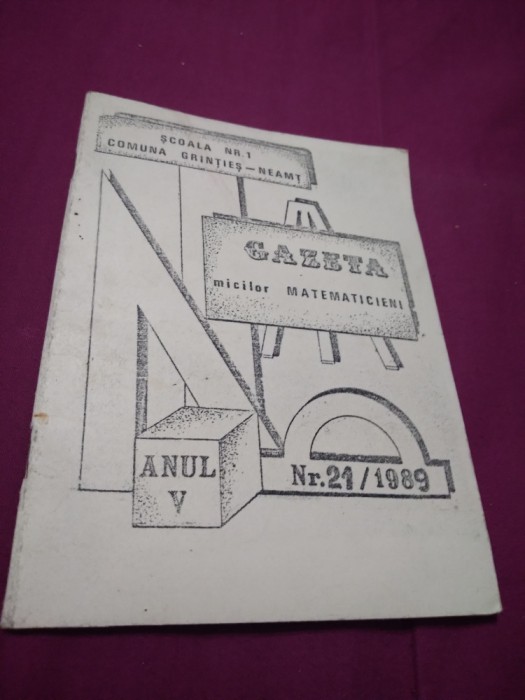 ȘCOALA NR.1
COMUNA GRINȚIEȘ-NEAMȚ
GAZETA
micilor MATEMATICIENI
ANUL
V
Nr.21/1989